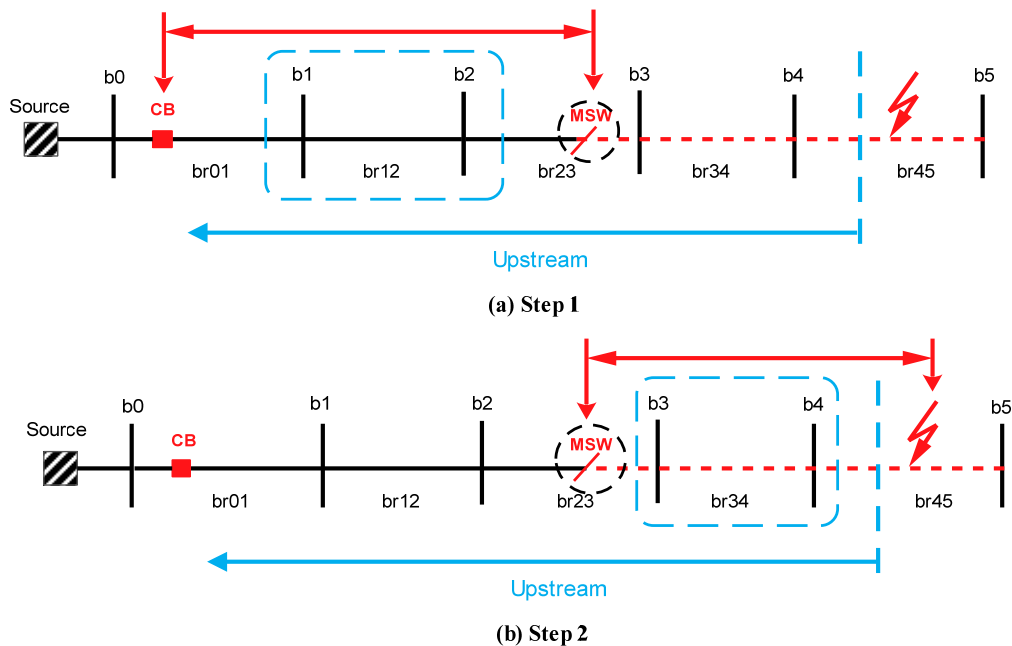 b0 b1 b2 b3 b4 b5
Source CB MSW
br01 br12 br23 br34 br45
Upstream
(a) Step 1
b0 b1 b2 b3 b4 b5
Source CB MSW
br01 br12 br23 br34 br45
Upstream
(b) Step 2